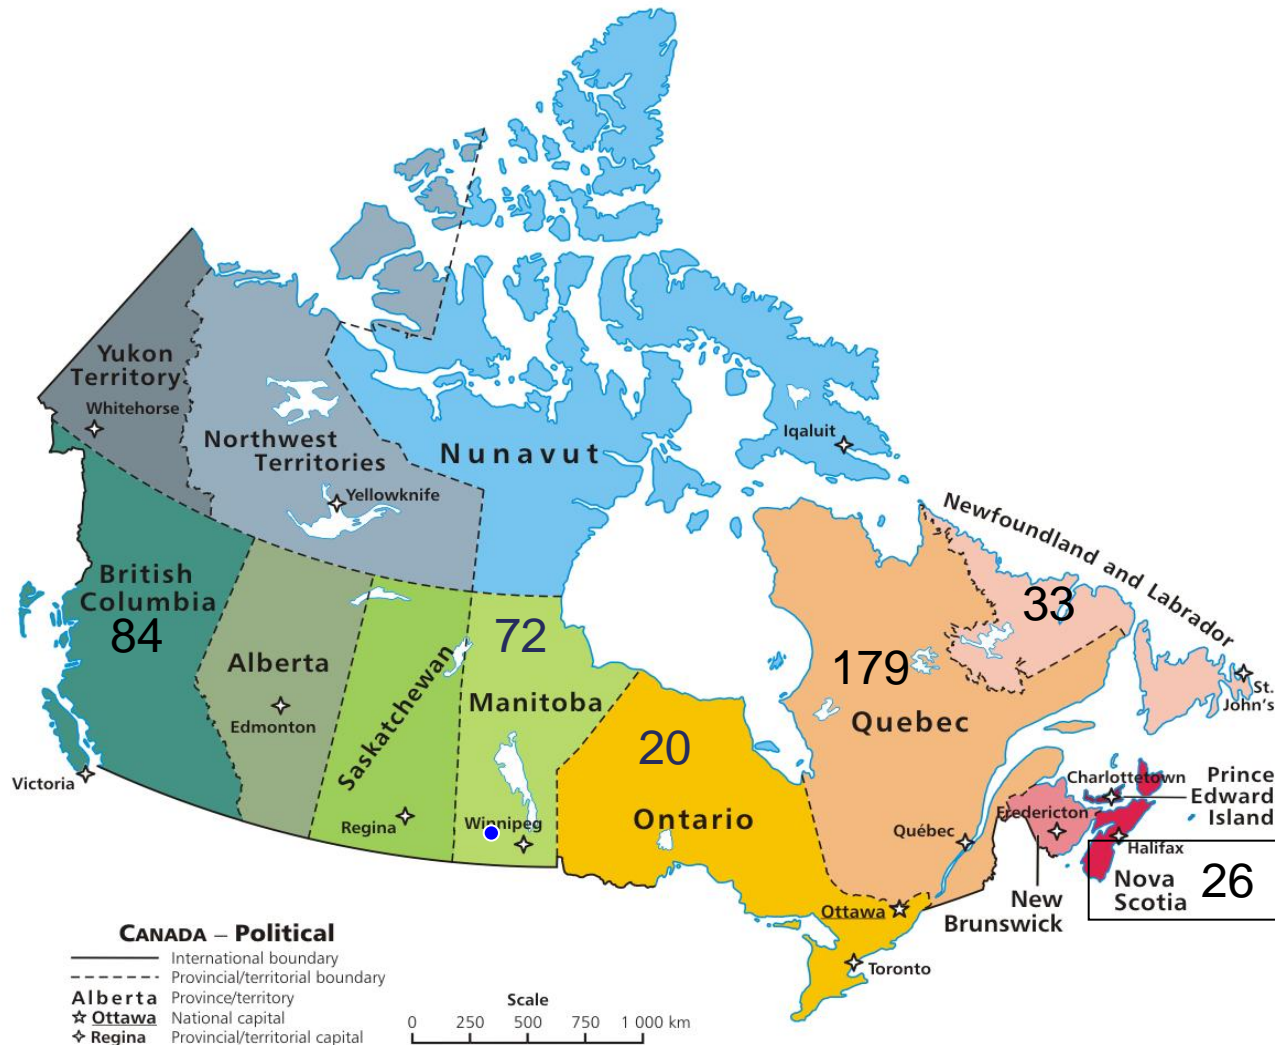 Yukon
Territory
Whitehorse
Northwest
Territories
Yellowknife
Nunavut
Iqaluit
Newfoundland and Labrador
British
Columbia
84
Alberta
Edmonton
Saskatchewan
Regina
72
Manitoba
Winnipeg
20
Ontario
179
Quebec
Québec
33
St.
John's
Victoria
Charlottetown
Prince
Edward
Island
Fredericton
Halifax
Nova
Scotia
26
New
Brunswick
Ottawa
Toronto
CANADA – Political
International boundary
Provincial/territorial boundary
Alberta Province/territory
Ottawa National capital
Regina Provincial/territorial capital
Scale
0 250 500 750 1 000 km